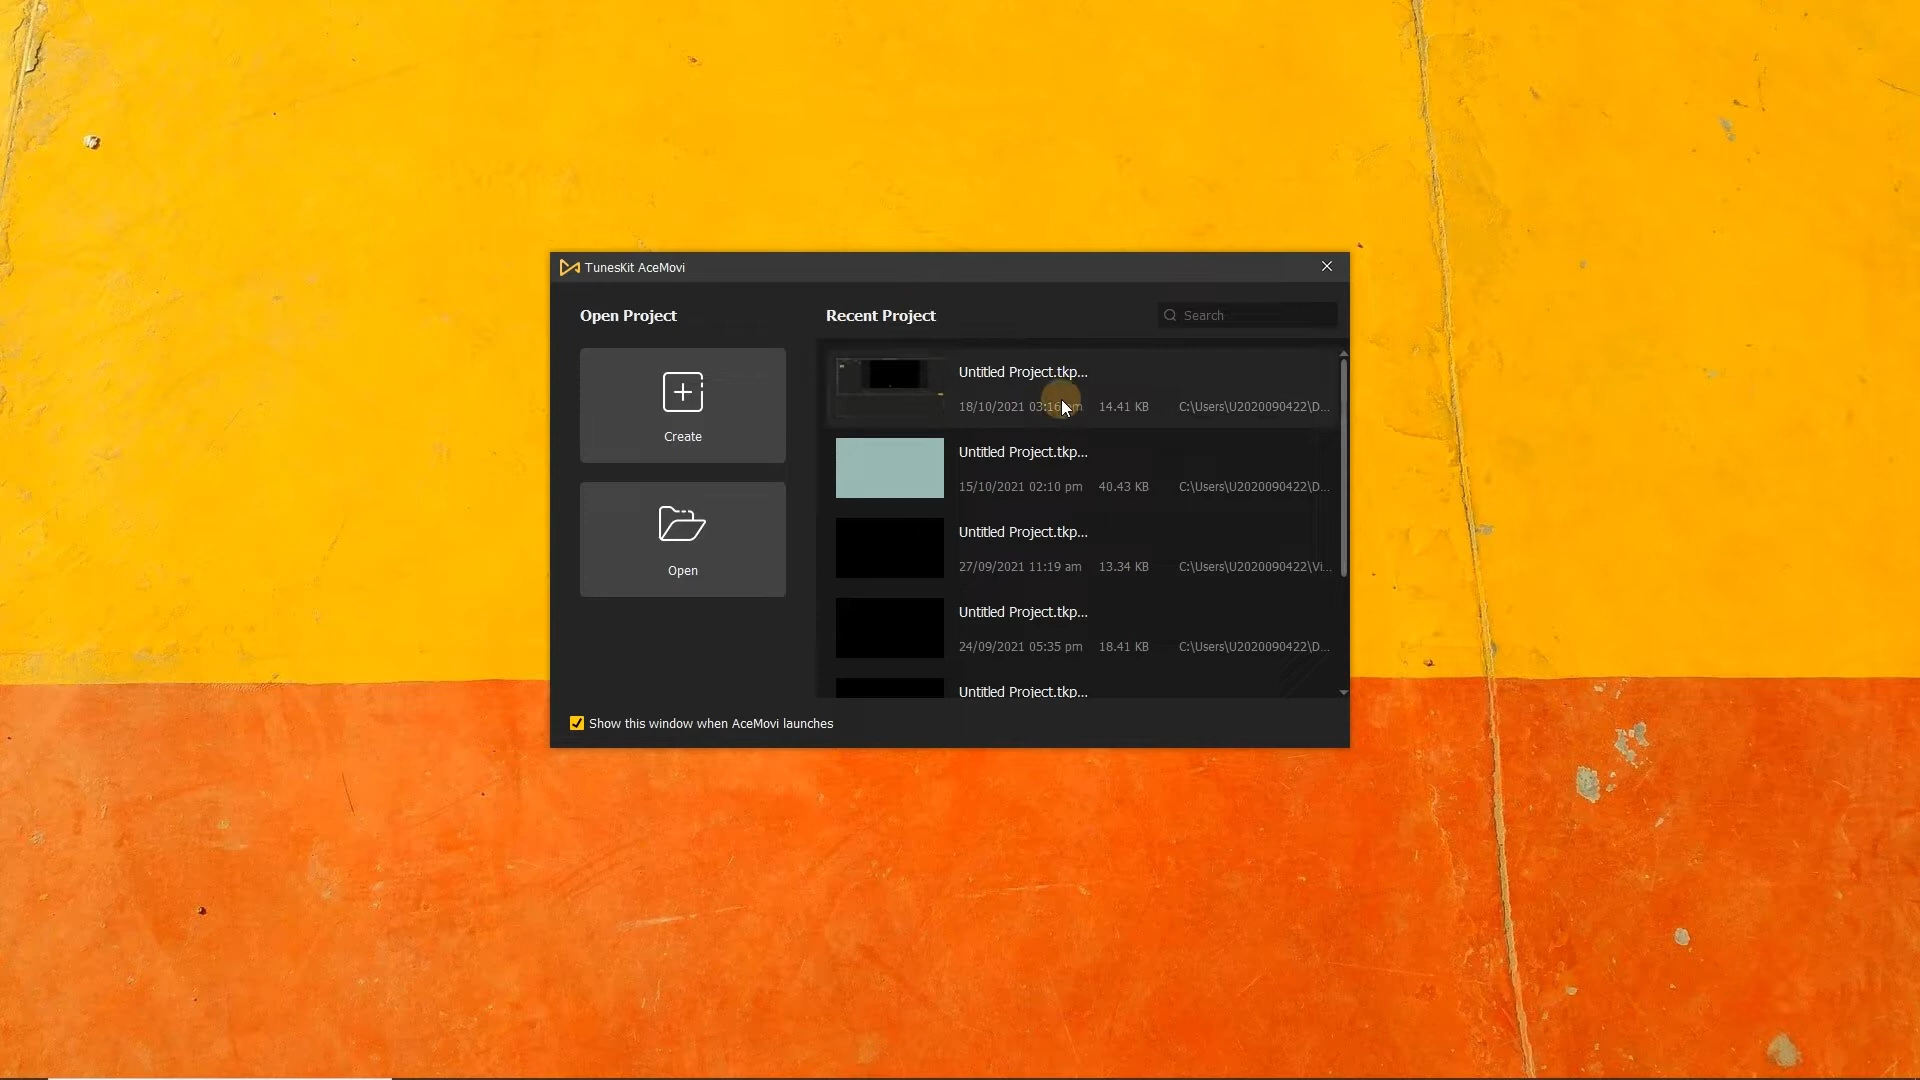 TunesKit AceMovi
Open Project
Recent Project
Search
Create
Open
Untitled Project.tkp...
18/10/2021 03:16 pm 14.41 KB C:\Users\U2020090422\D...
Untitled Project.tkp...
15/10/2021 02:10 pm 40.43 KB C:\Users\U2020090422\D...
Untitled Project.tkp...
27/09/2021 11:19 am 13.34 KB C:\Users\U2020090422\Vi...
Untitled Project.tkp...
24/09/2021 05:35 pm 18.41 KB C:\Users\U2020090422\D...
Untitled Project.tkp...
Show this window when AceMovi launches